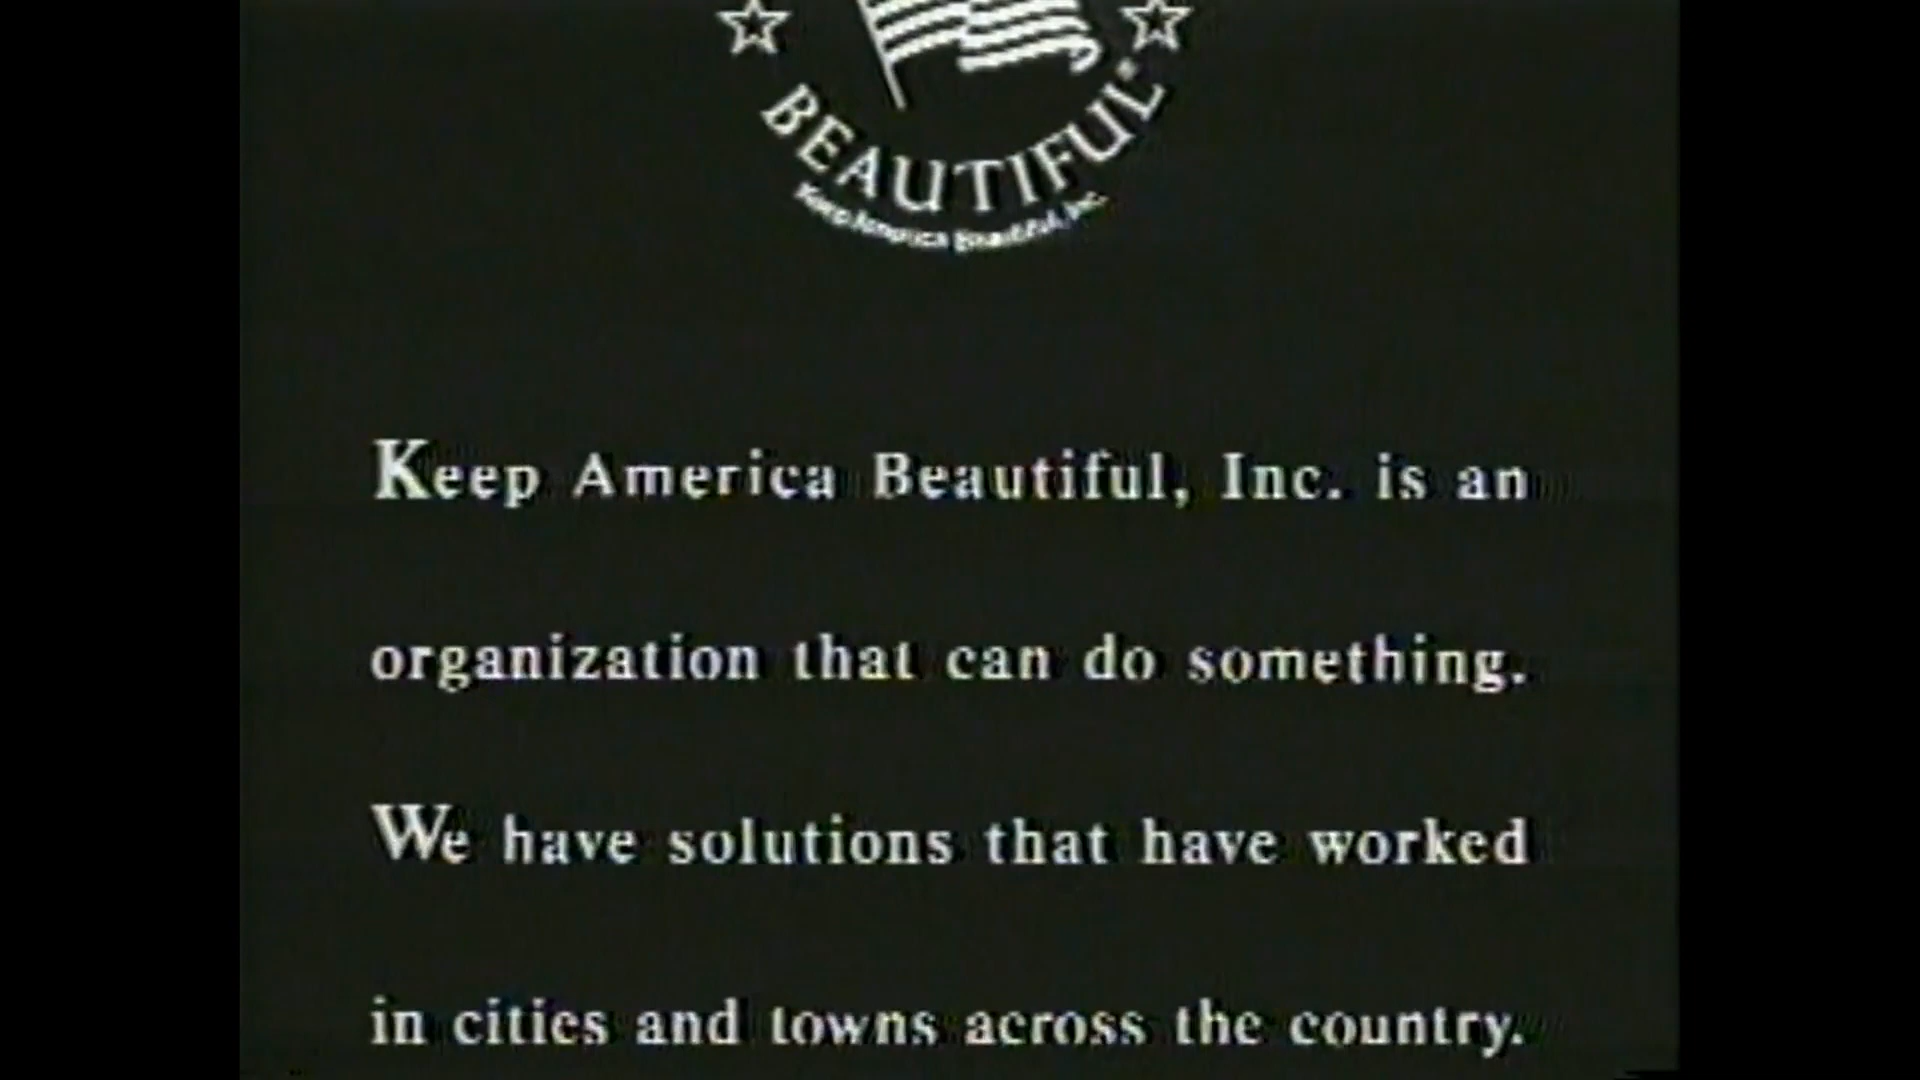 BEAUTIFUL
Keep America Beautiful, Inc.
Keep America Beautiful, Inc. is an
organization that can do something.
We have solutions that have worked
in cities and towns across the country.